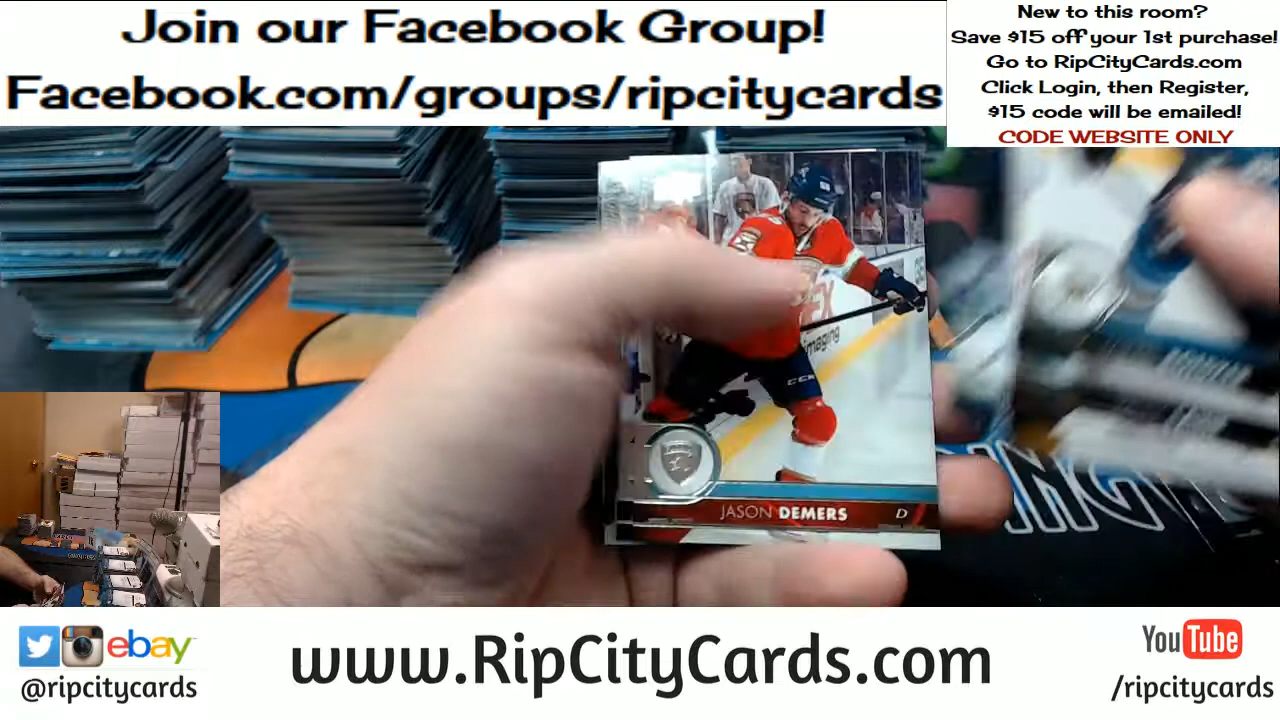 Join our Facebook Group!
Facebook.com/groups/ripcitycards
New to this room?
Save $15 off your 1st purchase!
Go to RipCityCards.com
Click Login, then Register,
$15 code will be emailed!
CODE WEBSITE ONLY
imaging
CCM
JASON DEMERS D
ebay
@ripcitycards
www.RipCityCards.com
YouTube
/ripcitycards